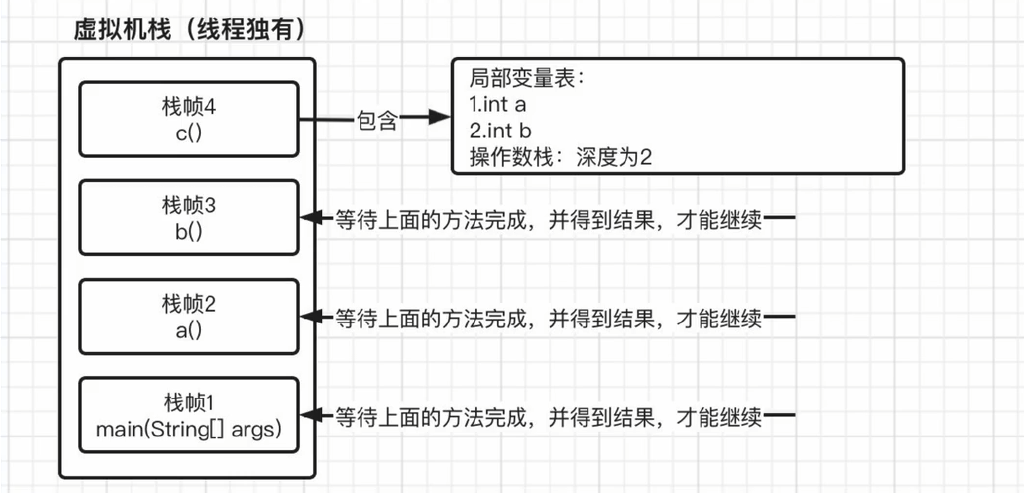 虚拟机栈（线程独有）
栈帧4
c()
包含
局部变量表：
1.int a
2.int b
操作数栈：深度为2
栈帧3
b()
等待上面的方法完成，并得到结果，才能继续
栈帧2
a()
等待上面的方法完成，并得到结果，才能继续
栈帧1
main(String[] args)
等待上面的方法完成，并得到结果，才能继续